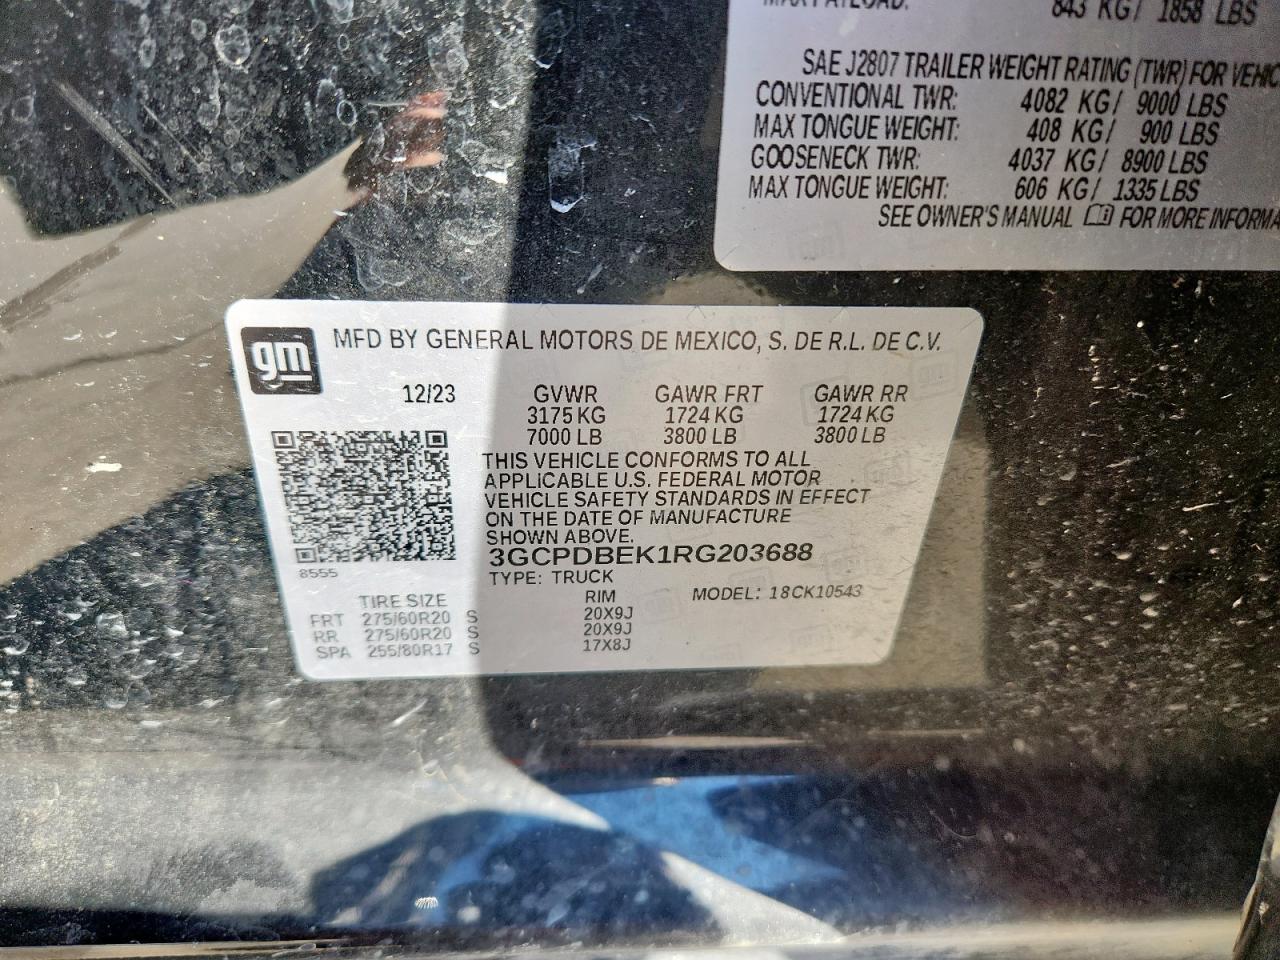 843 KG/ 1858 LBS
SAE J2807 TRAILER WEIGHT RATING (TWR) FOR
CONVENTIONAL TWR: 4082 KG/ 9000 LBS
MAX TONGUE WEIGHT: 408 KG/ 900 LBS
GOOSENECK TWR: 4037 KG/ 8900 LBS
MAX TONGUE WEIGHT: 606 KG/ 1335 LBS
SEE OWNER'S MANUAL FOR MORE INFORMA
gm
MFD BY GENERAL MOTORS DE MEXICO, S. DE R.L. DE C.V.
12/23 GVWR GAWR FRT GAWR RR
3175 KG 1724 KG 1724 KG
7000 LB 3800 LB 3800 LB
THIS VEHICLE CONFORMS TO ALL
APPLICABLE U.S. FEDERAL MOTOR
VEHICLE SAFETY STANDARDS IN EFFECT
ON THE DATE OF MANUFACTURE
SHOWN ABOVE.
3GCPDBEK1RG203688
8555
TYPE: TRUCK
MODEL: 18CK10543
TIRE SIZE RIM
FRT 275/60R20 S 20X9J
RR 275/60R20 S 20X9J
SPA 255/80R17 S 17X8J